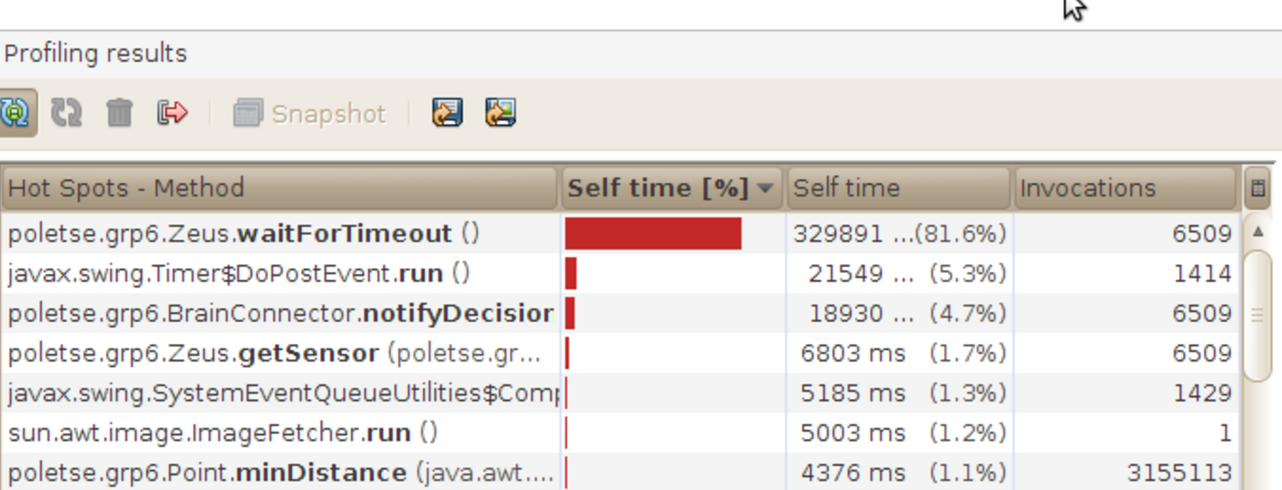 Profiling results
Snapshot
Hot Spots - Method Self time [%] Self time Invocations
poletse.grp6.Zeus.waitForTimeout () 329891 ...(81.6%) 6509
javax.swing.Timer$DoPostEvent.run () 21549 ... (5.3%) 1414
poletse.grp6.BrainConnector.notifyDecision 18930 ... (4.7%) 6509
poletse.grp6.Zeus.getSensor (poletse.gr... 6803 ms (1.7%) 6509
javax.swing.SystemEventQueueUtilities$Comp 5185 ms (1.3%) 1429
sun.awt.image.ImageFetcher.run () 5003 ms (1.2%) 1
poletse.grp6.Point.minDistance (java.awt.... 4376 ms (1.1%) 3155113